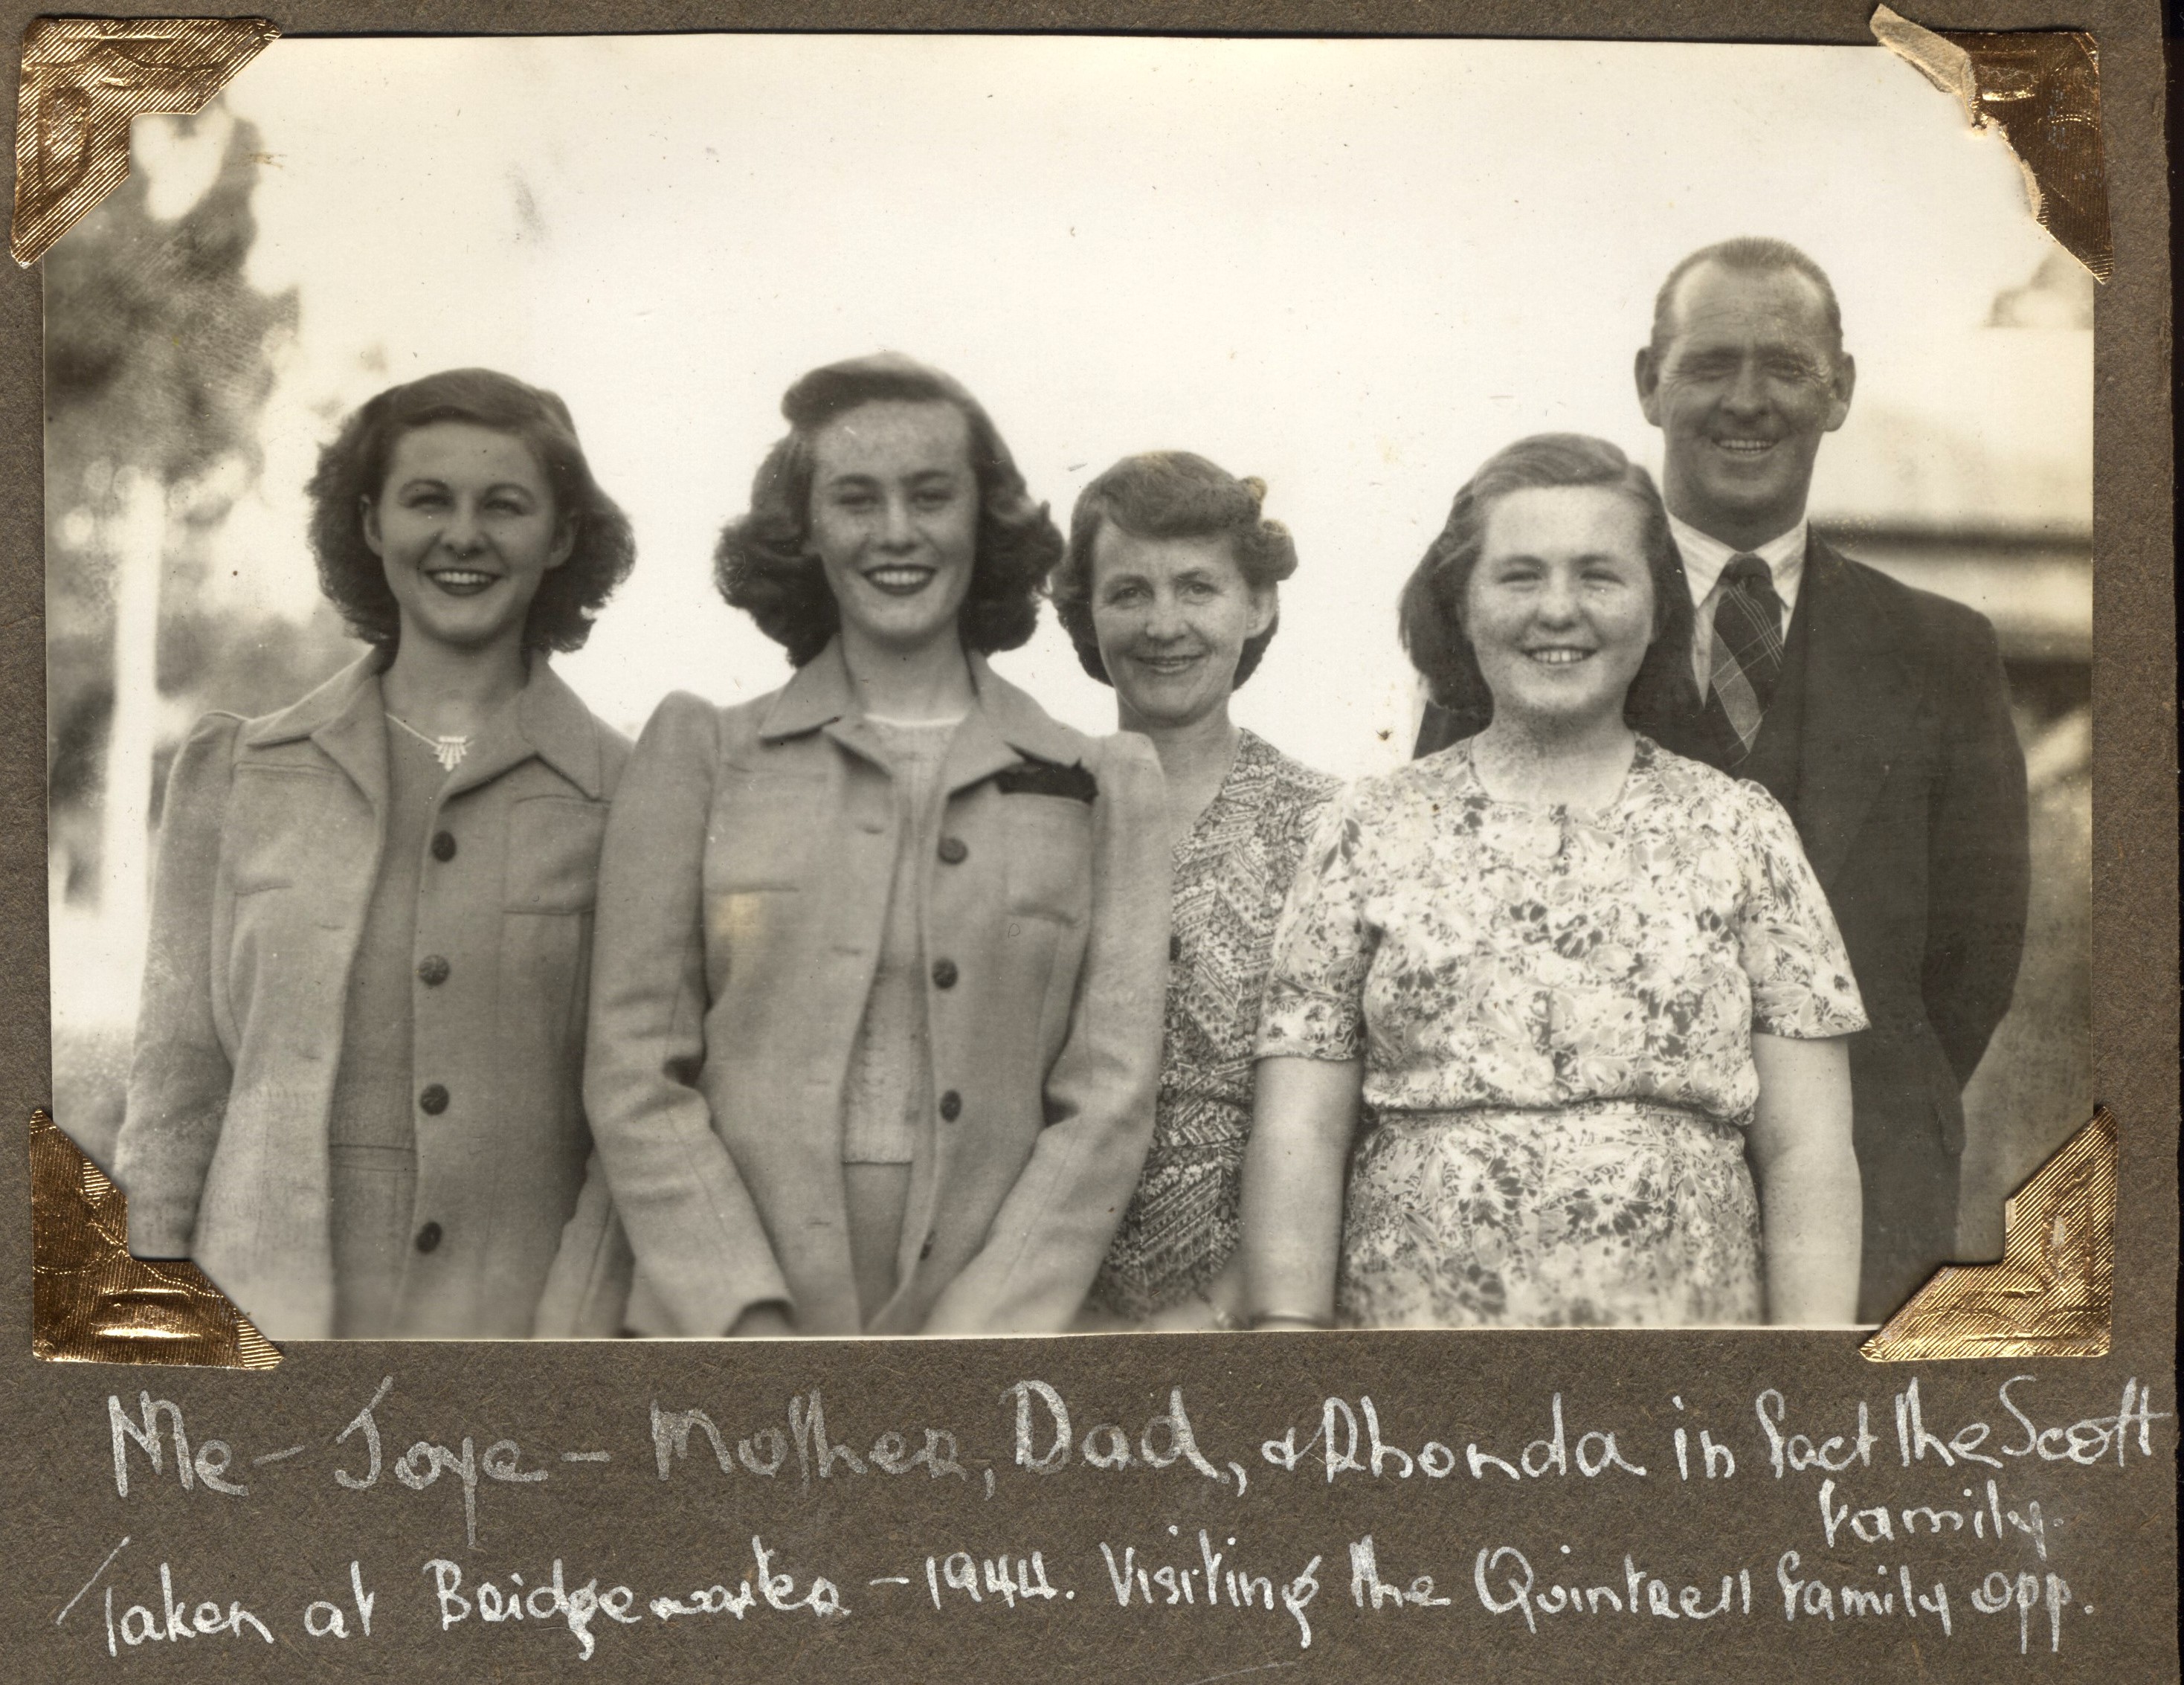 Me - Joye - Mother, Dad, & Rhonda in fact the Scott
family.
Taken at Bridgewater - 1944. Visiting the Quintrell family opp.